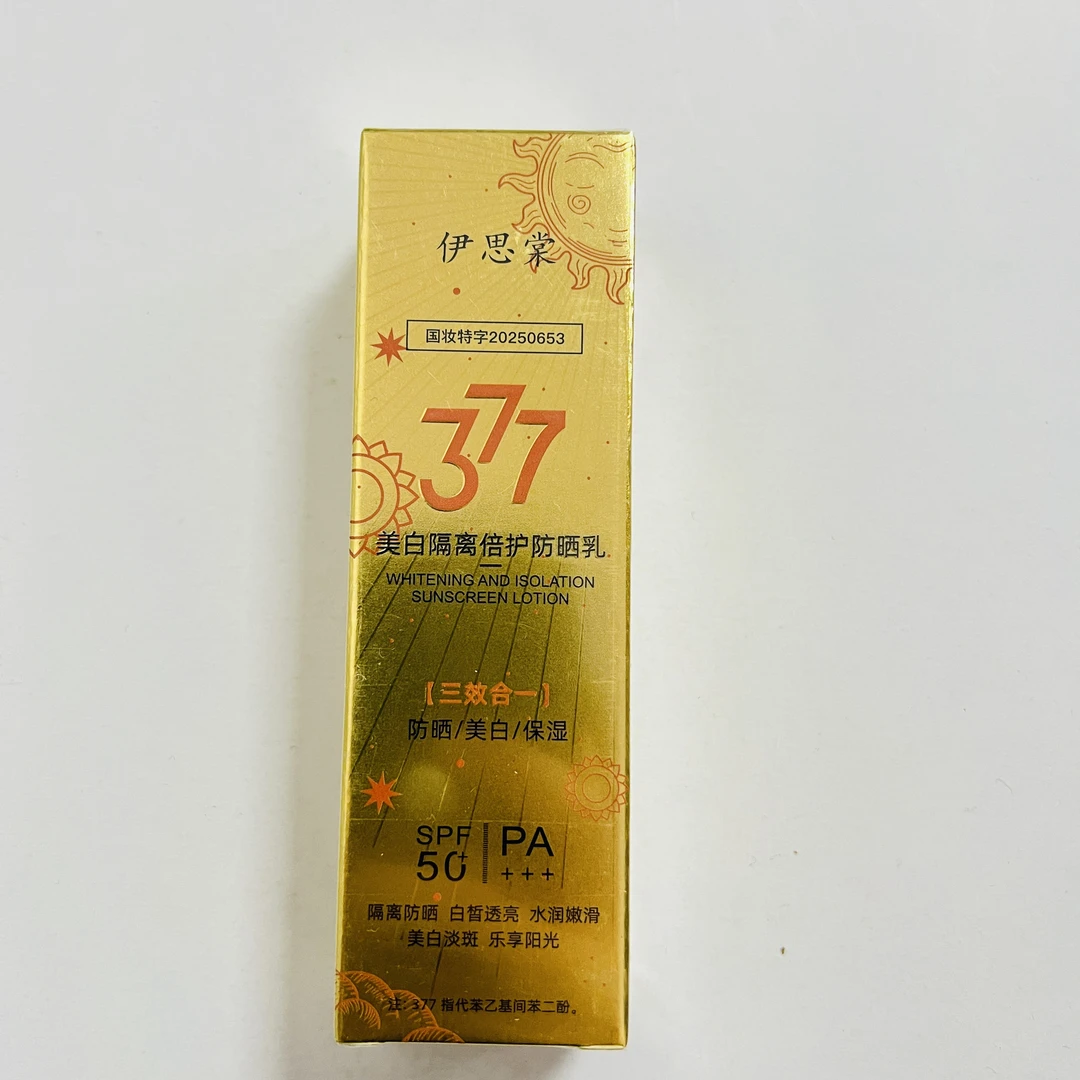 伊思棠
国妆特字20250653
377
美白隔离倍护防晒乳
WHITENING AND ISOLATION
SUNSCREEN LOTION
【三效合一】
防晒/美白/保湿
SPF 50+ PA +++
隔离防晒 白皙透亮 水润嫩滑
美白淡斑 乐享阳光
注: 377 指代苯乙基间苯二酚。